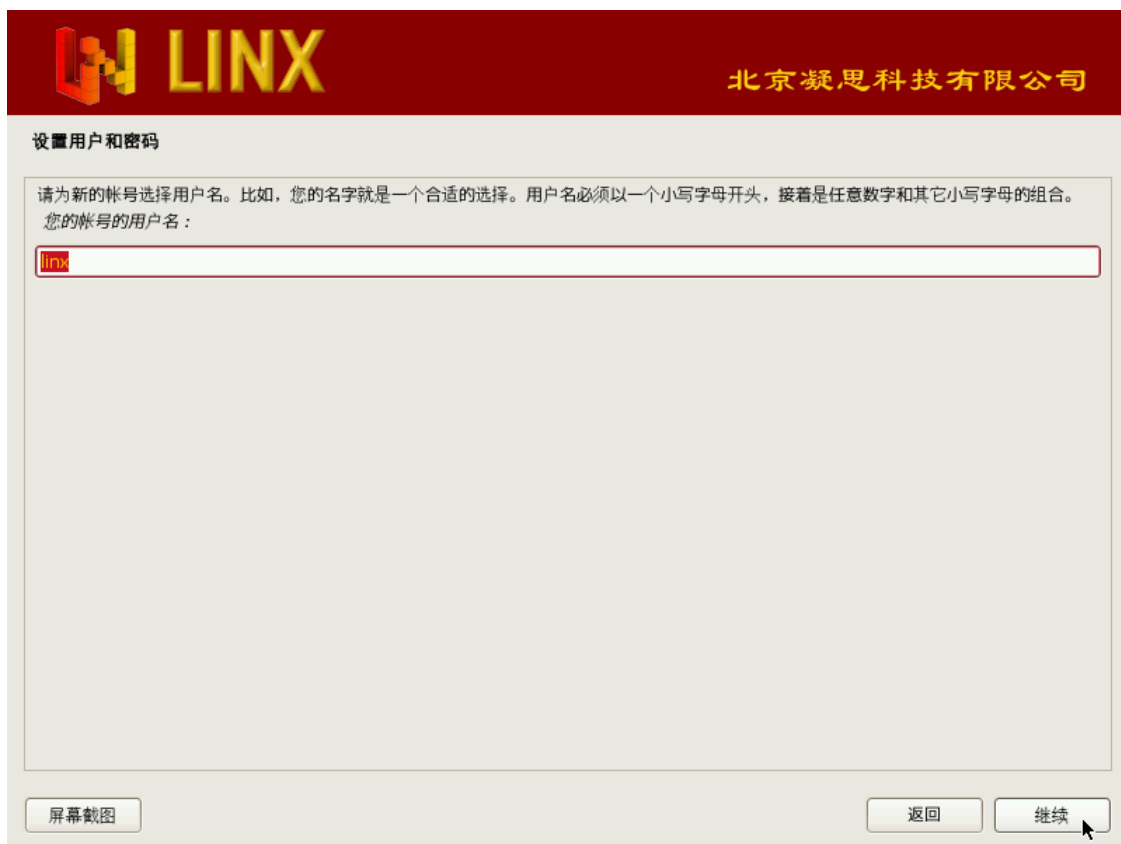 LINX
北京凝思科技有限公司
设置用户和密码
请为新的帐号选择用户名。比如，您的名字就是一个合适的选择。用户名必须以一个小写字母开头，接着是任意数字和其它小写字母的组合。
您的帐号的用户名：
linx
屏幕截图
返回
继续